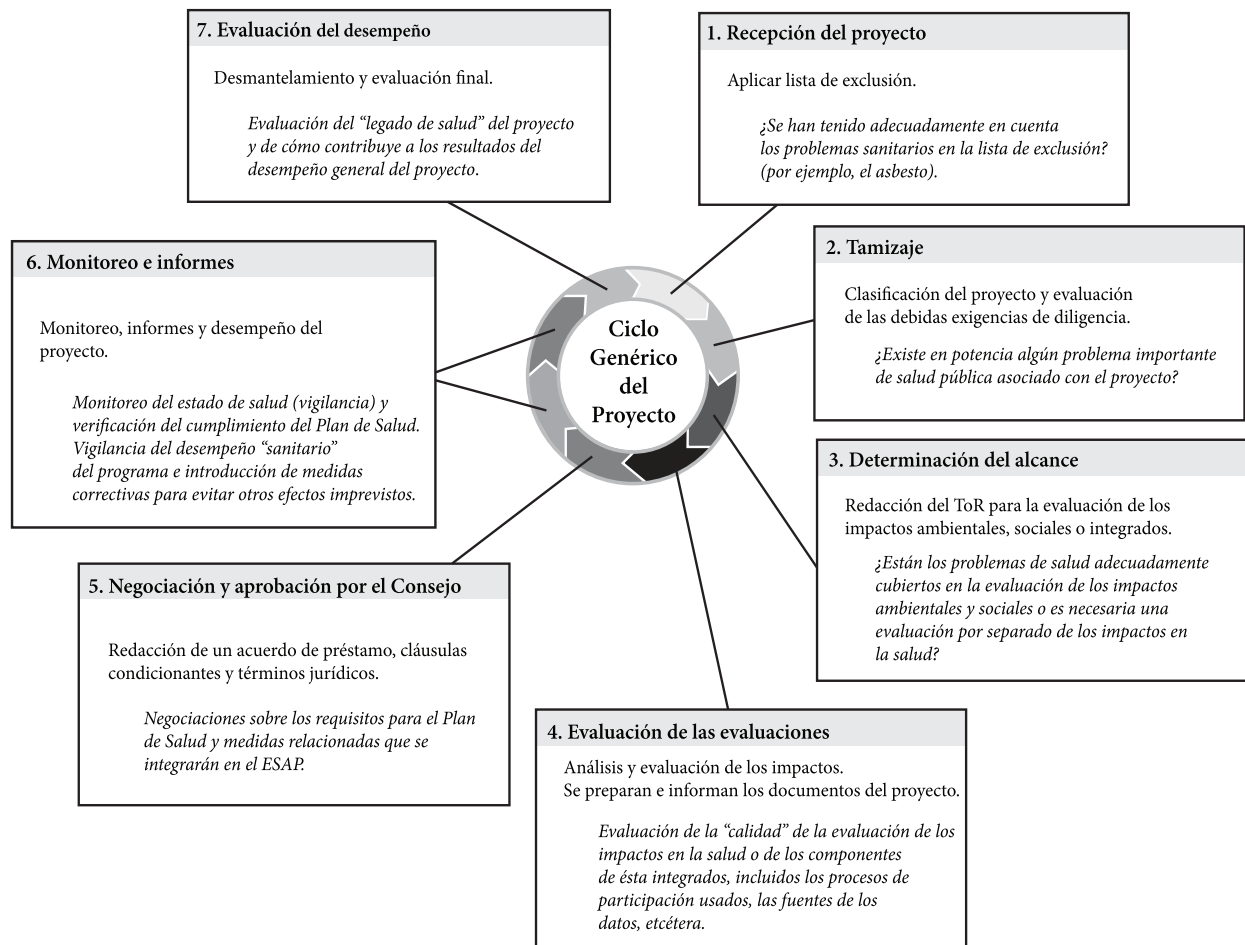 7. Evaluación del desempeño
Desmantelamiento y evaluación final.
Evaluación del “legado de salud” del proyecto
y de cómo contribuye a los resultados del
desempeño general del proyecto.
1. Recepción del proyecto
Aplicar lista de exclusión.
¿Se han tenido adecuadamente en cuenta
los problemas sanitarios en la lista de exclusión?
(por ejemplo, el asbesto).
6. Monitoreo e informes
Monitoreo, informes y desempeño del
proyecto.
Monitoreo del estado de salud (vigilancia) y
verificación del cumplimiento del Plan de Salud.
Vigilancia del desempeño “sanitario”
del programa e introducción de medidas
correctivas para evitar otros efectos imprevistos.
Ciclo
Genérico
del
Proyecto
2. Tamizaje
Clasificación del proyecto y evaluación
de las debidas exigencias de diligencia.
¿Existe en potencia algún problema importante
de salud pública asociado con el proyecto?
3. Determinación del alcance
Redacción del ToR para la evaluación de los
impactos ambientales, sociales o integrados.
¿Están los problemas de salud adecuadamente
cubiertos en la evaluación de los impactos
ambientales y sociales o es necesaria una
evaluación por separado de los impactos en
la salud?
5. Negociación y aprobación por el Consejo
Redacción de un acuerdo de préstamo, cláusulas
condicionantes y términos jurídicos.
Negociaciones sobre los requisitos para el Plan
de Salud y medidas relacionadas que se
integrarán en el ESAP.
4. Evaluación de las evaluaciones
Análisis y evaluación de los impactos.
Se preparan e informan los documentos del proyecto.
Evaluación de la “calidad” de la evaluación de los
impactos en la salud o de los componentes
de ésta integrados, incluidos los procesos de
participación usados, las fuentes de los
datos, etcétera.